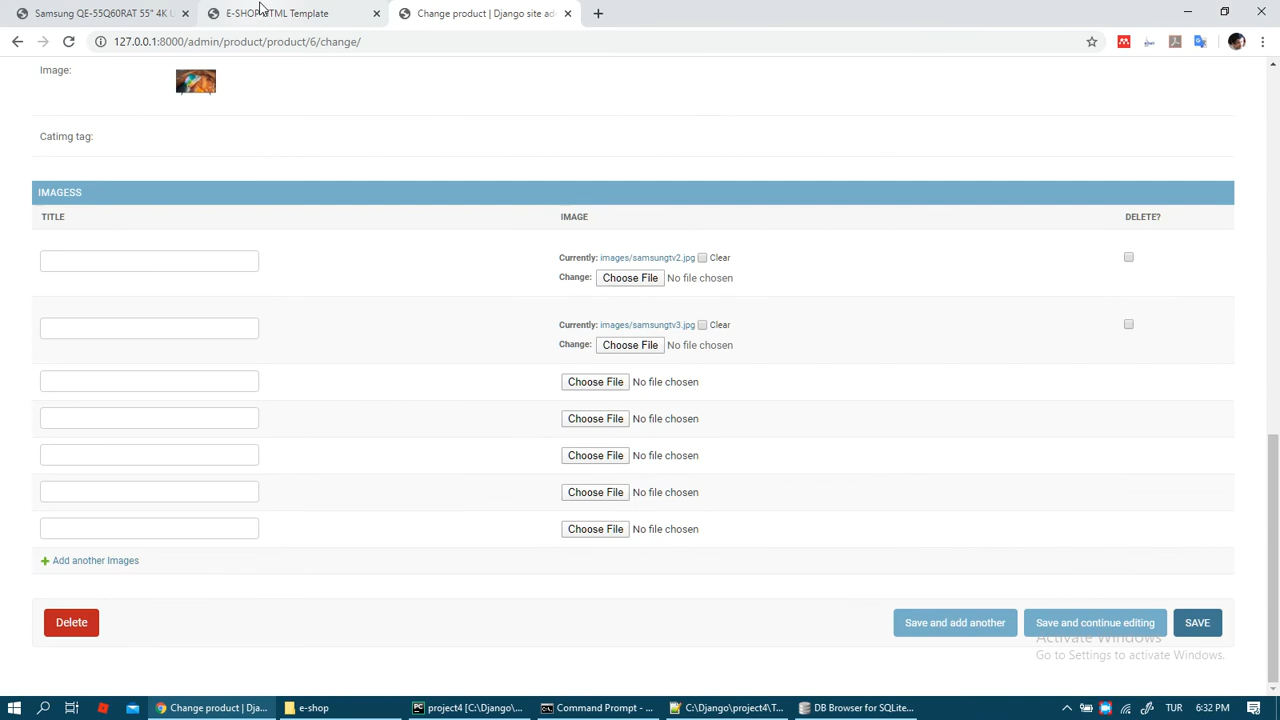 Samsung QE-55Q60RAT 55" 4K U
E-SHOP HTML Template
Change product | Django site ad
127.0.0.1:8000/admin/product/product/6/change/
Image:
Catimg tag:
IMAGESS
TITLE IMAGE DELETE?
Currently: images/samsungtv2.jpg Clear
Change: Choose File No file chosen
Currently: images/samsungtv3.jpg Clear
Change: Choose File No file chosen
Choose File No file chosen
Choose File No file chosen
Choose File No file chosen
Choose File No file chosen
Choose File No file chosen
Add another Images
Delete Save and add another Save and continue editing SAVE
Activate Windows
Go to Settings to activate Windows.
Change product | Dja... e-shop project4 [C:\Django\... Command Prompt - ... C:\Django\project4\T... DB Browser for SQLite... TUR 6:32 PM